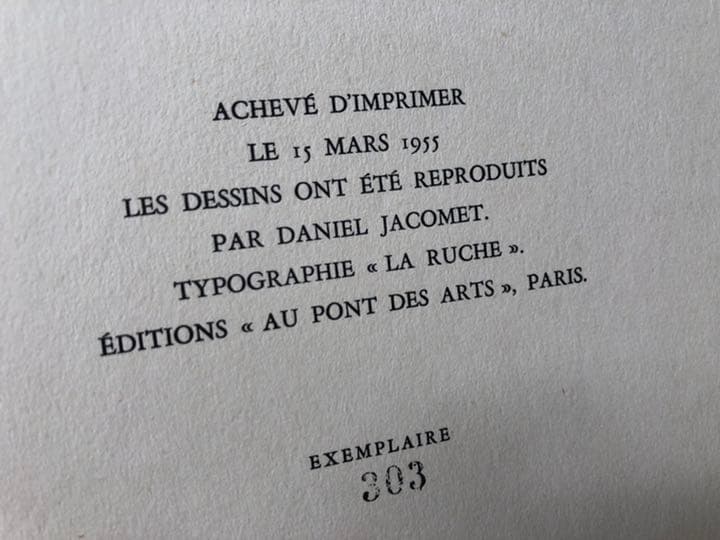 ACHEVÉ D'IMPRIMER
LE 15 MARS 1955
LES DESSINS ONT ÉTÉ REPRODUITS
PAR DANIEL JACOMET.
TYPOGRAPHIE « LA RUCHE ».
ÉDITIONS « AU PONT DES ARTS », PARIS.
EXEMPLAIRE
303